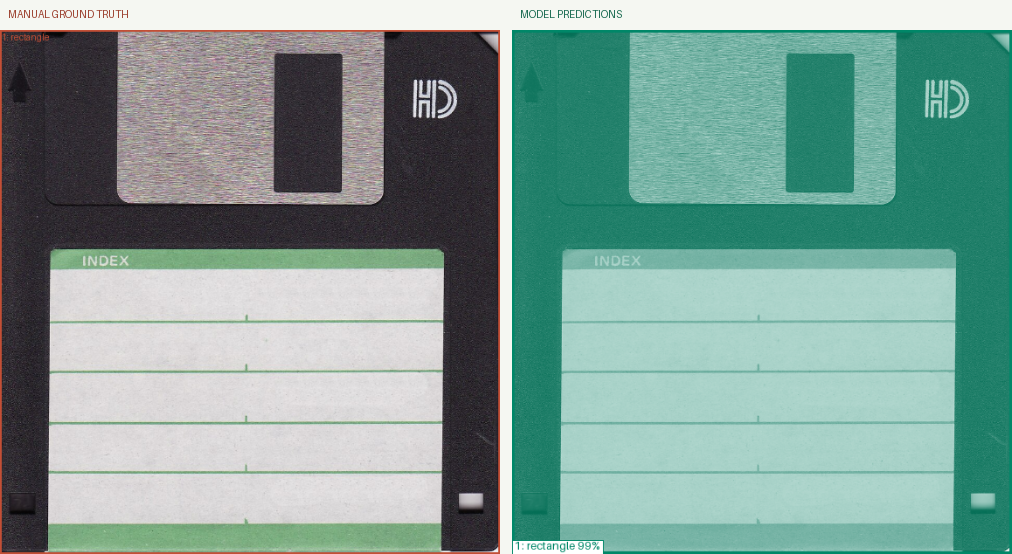 MANUAL GROUND TRUTH
MODEL PREDICTIONS
1: rectangle
HD
HD
INDEX
INDEX
1: rectangle 99%